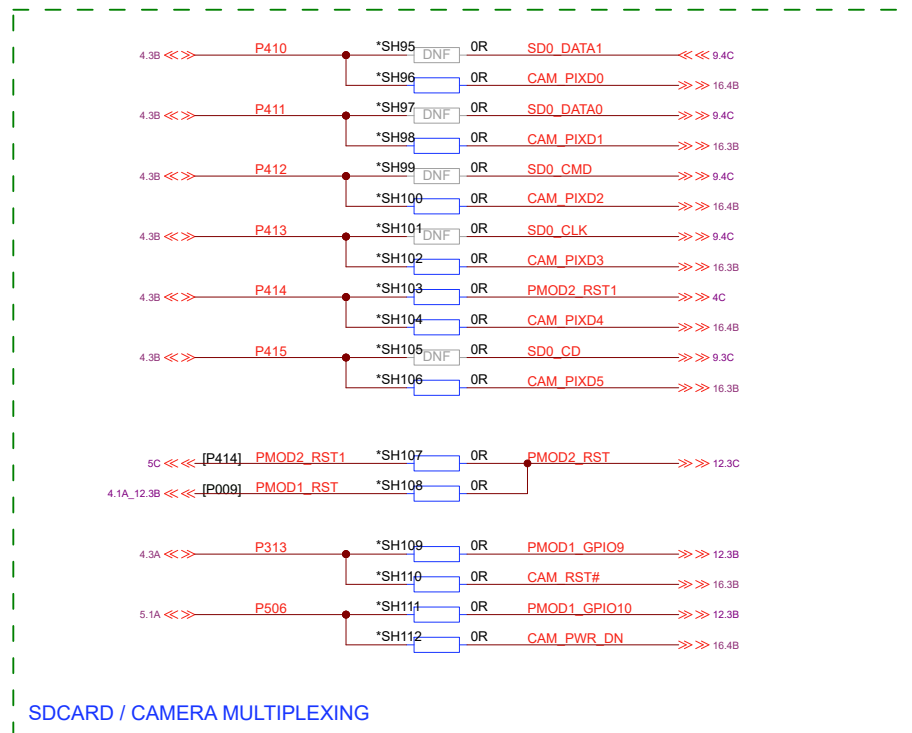 P410 *SH95 DNF 0R SD0_DATA1
4.3B 9.4C
*SH96 0R CAM_PIXD0
16.4B
P411 *SH97 DNF 0R SD0_DATA0
4.3B 9.4C
*SH98 0R CAM_PIXD1
16.3B
P412 *SH99 DNF 0R SD0_CMD
4.3B 9.4C
*SH100 0R CAM_PIXD2
16.4B
P413 *SH101 DNF 0R SD0_CLK
4.3B 9.4C
*SH102 0R CAM_PIXD3
16.3B
P414 *SH103 0R PMOD2_RST1
4.3B 4C
*SH104 0R CAM_PIXD4
16.4B
P415 *SH105 DNF 0R SD0_CD
4.3B 9.3C
*SH106 0R CAM_PIXD5
16.3B
5C [P414] PMOD2_RST1 *SH107 0R PMOD2_RST 12.3C
4.1A_12.3B [P009] PMOD1_RST *SH108 0R
P313 *SH109 0R PMOD1_GPIO9
4.3A 12.3B
*SH110 0R CAM_RST#
16.3B
P506 *SH111 0R PMOD1_GPIO10
5.1A 12.3B
*SH112 0R CAM_PWR_DN
16.4B
SDCARD / CAMERA MULTIPLEXING